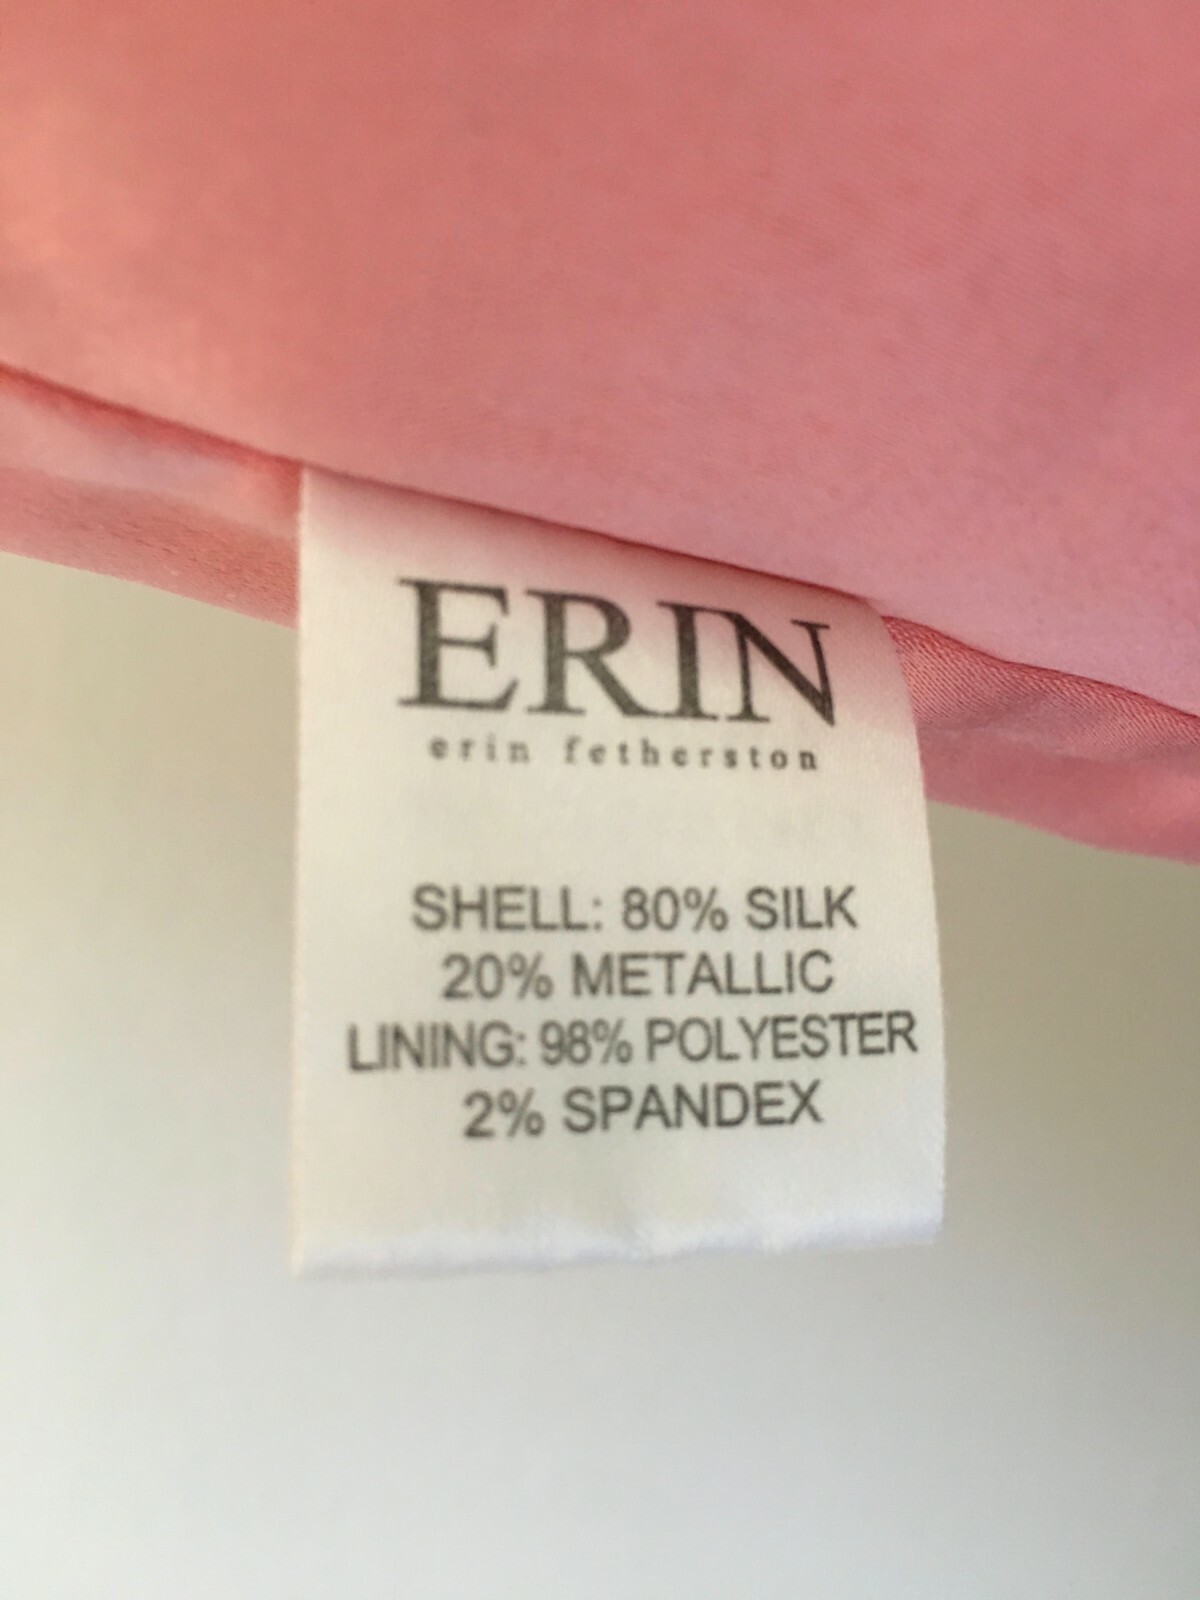 ERIN
erin fetherston
SHELL: 80% SILK
20% METALLIC
LINING: 98% POLYESTER
2% SPANDEX